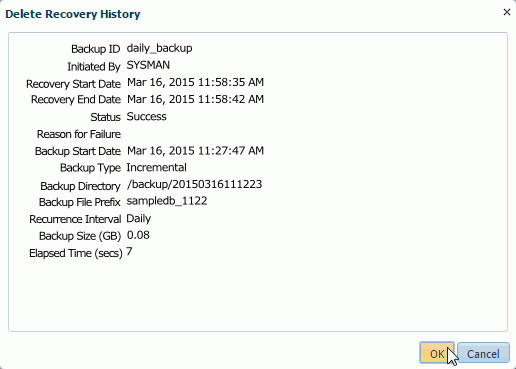 Delete Recovery History
Backup ID daily_backup
Initiated By SYSMAN
Recovery Start Date Mar 16, 2015 11:58:35 AM
Recovery End Date Mar 16, 2015 11:58:42 AM
Status Success
Reason for Failure
Backup Start Date Mar 16, 2015 11:27:47 AM
Backup Type Incremental
Backup Directory /backup/20150316111223
Backup File Prefix sampledb_1122
Recurrence Interval Daily
Backup Size (GB) 0.08
Elapsed Time (secs) 7
OK Cancel